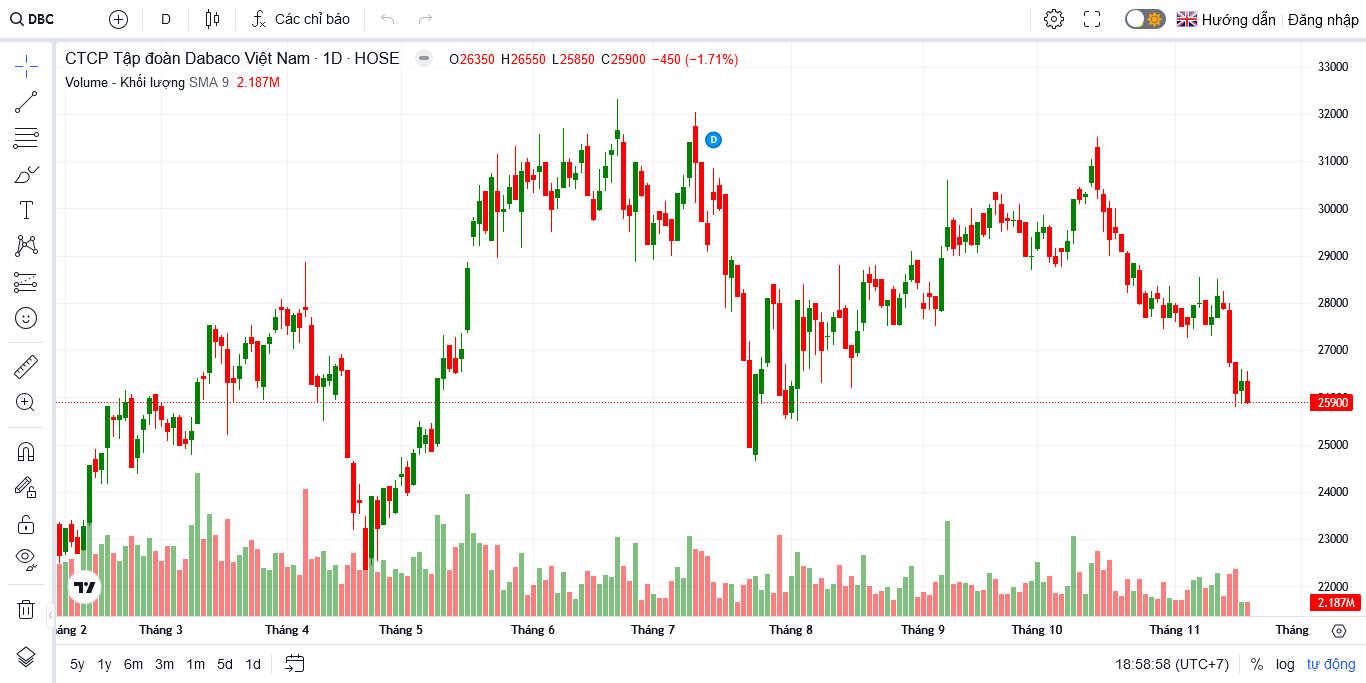 DBC
D
Các chỉ báo
Hướng dẫn
Đăng nhập
CTCP Tập đoàn Dabaco Việt Nam · 1D · HOSE
O26350 H26550 L25850 C25900 −450 (−1.71%)
Volume - Khối lượng SMA 9 2.187M
D
33000
32000
31000
30000
29000
28000
27000
25900
25000
24000
23000
22000
2.187M
áng 2
Tháng 3
Tháng 4
Tháng 5
Tháng 6
Tháng 7
Tháng 8
Tháng 9
Tháng 10
Tháng 11
Tháng
5y 1y 6m 3m 1m 5d 1d
18:58:58 (UTC+7)
% log tự động